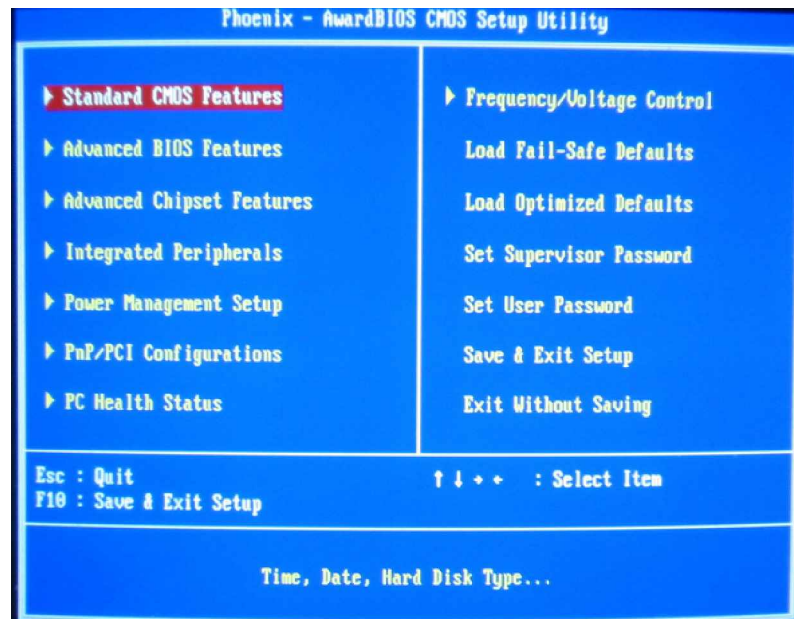 Phoenix - AwardBIOS CMOS Setup Utility
Standard CMOS Features
Advanced BIOS Features
Advanced Chipset Features
Integrated Peripherals
Power Management Setup
PnP/PCI Configurations
PC Health Status
Frequency/Voltage Control
Load Fail-Safe Defaults
Load Optimized Defaults
Set Supervisor Password
Set User Password
Save & Exit Setup
Exit Without Saving
Esc : Quit
F10 : Save & Exit Setup
↑ ↓ → ← : Select Item
Time, Date, Hard Disk Type...